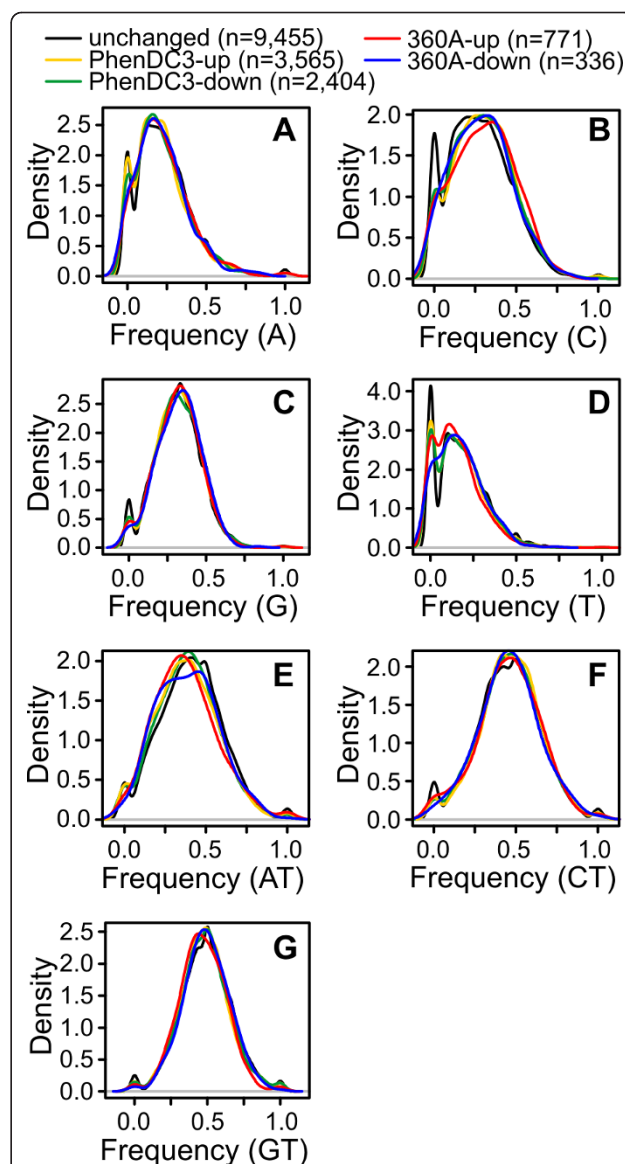 unchanged (n=9,455) 360A-up (n=771)
PhenDC3-up (n=3,565) 360A-down (n=336)
PhenDC3-down (n=2,404)
A B
2.5 2.0
2.0 1.5
1.5 1.0
1.0 0.5
0.5 0.0
0.0
Density Density
0.0 0.5 1.0 0.0 0.5 1.0
Frequency (A) Frequency (C)
C D
2.5 4.0
2.0 3.0
1.5 2.0
1.0 1.0
0.5 0.0
0.0
Density Density
0.0 0.5 1.0 0.0 0.5 1.0
Frequency (G) Frequency (T)
E F
2.0 2.0
1.5 1.5
1.0 1.0
0.5 0.5
0.0 0.0
Density Density
0.0 0.5 1.0 0.0 0.5 1.0
Frequency (AT) Frequency (CT)
G
2.5
2.0
1.5
1.0
0.5
0.0
Density
0.0 0.5 1.0
Frequency (GT)